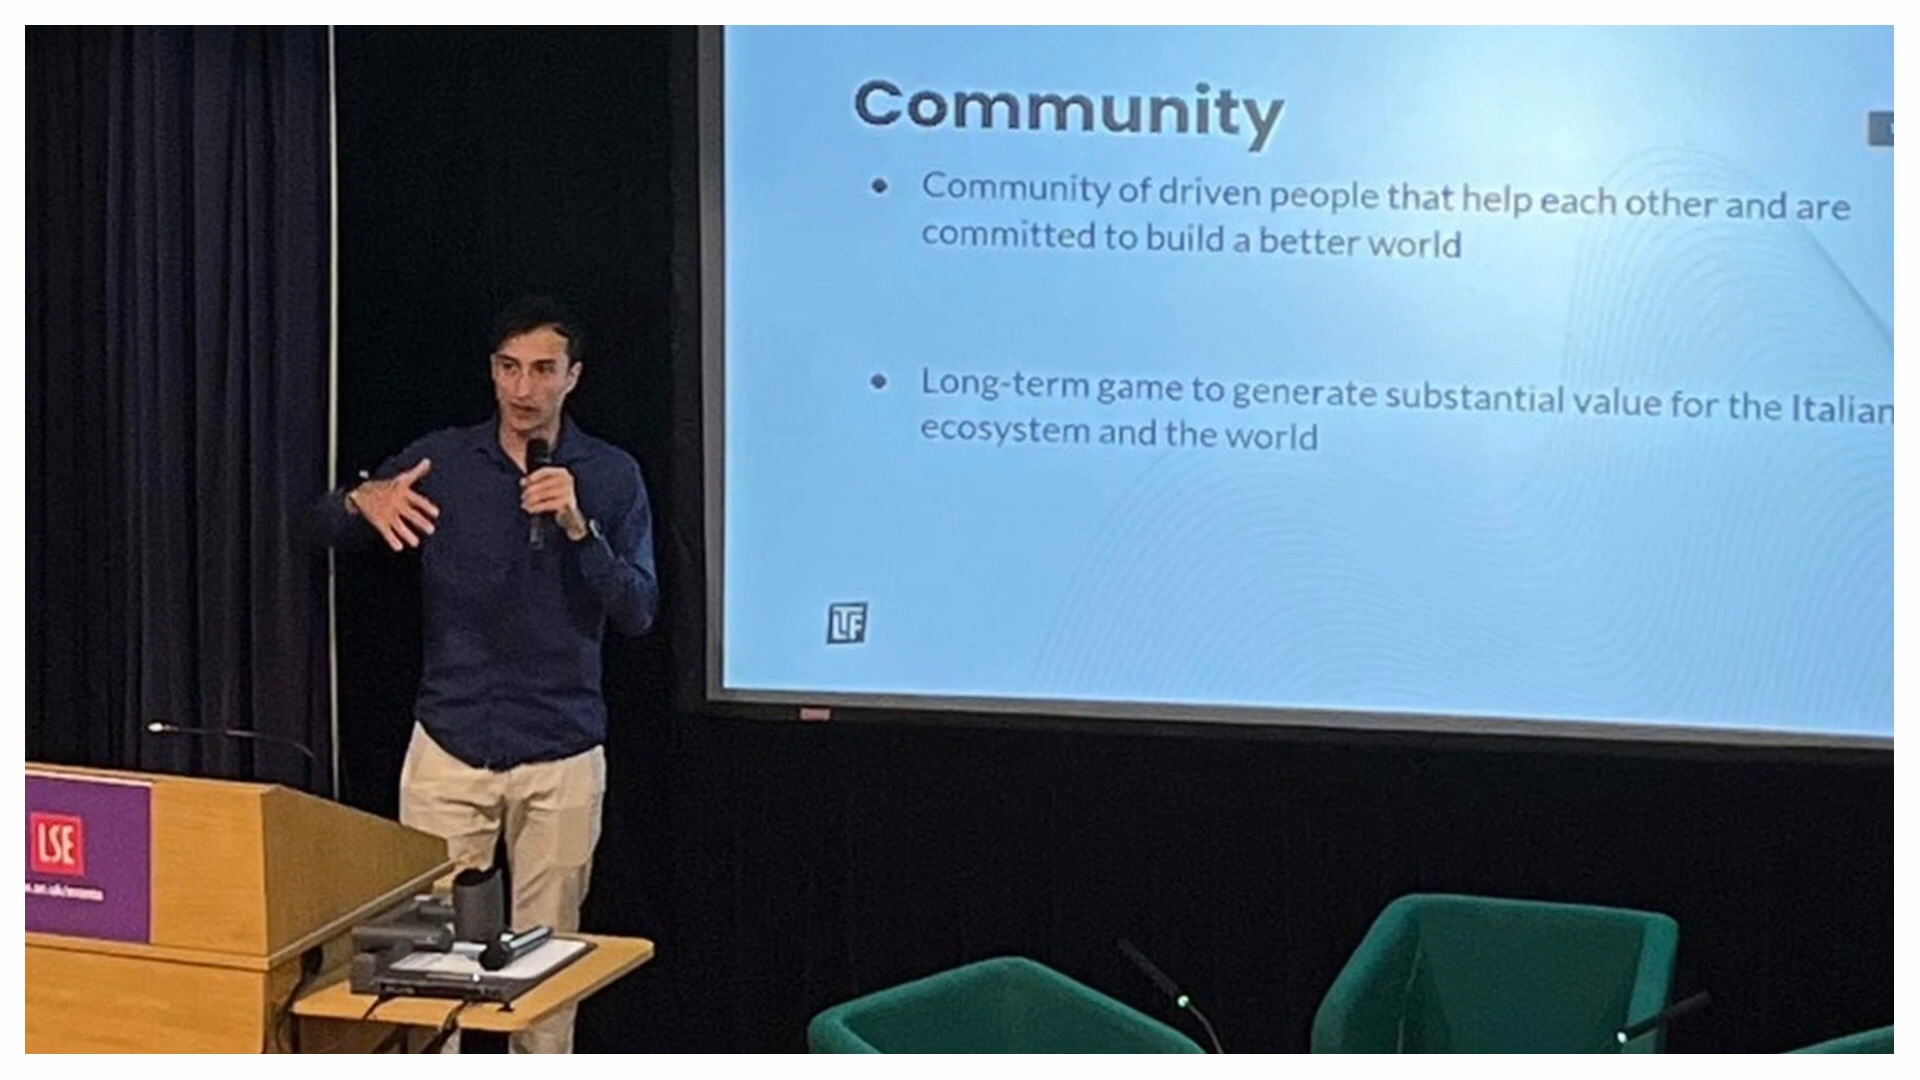 Community
• Community of driven people that help each other and are
committed to build a better world
• Long-term game to generate substantial value for the Italian
ecosystem and the world
LSE